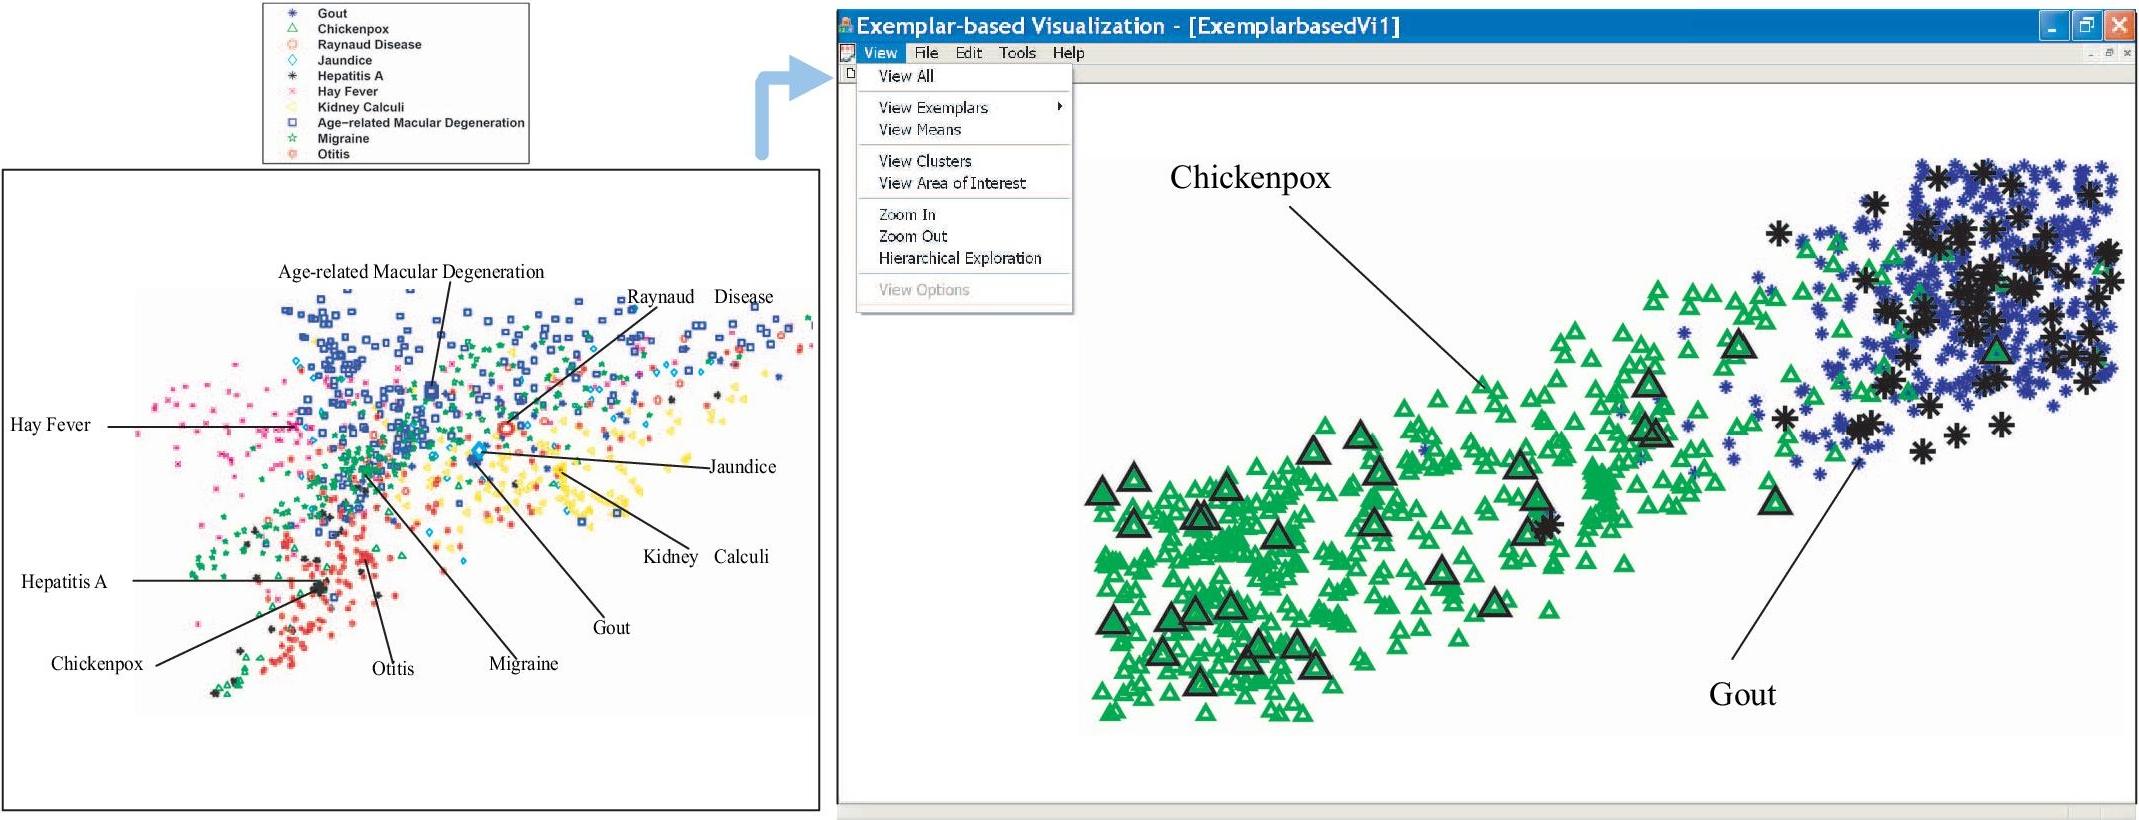 Gout
Chickenpox
Raynaud Disease
Jaundice
Hepatitis A
Hay Fever
Kidney Calculi
Age-related Macular Degeneration
Migraine
Otitis
Age-related Macular Degeneration
Raynaud Disease
Hay Fever
Jaundice
Kidney Calculi
Hepatitis A
Gout
Chickenpox
Otitis
Migraine
Exemplar-based Visualization - [ExemplarbasedVi1]
View File Edit Tools Help
View All
View Exemplars
View Means
View Clusters
View Area of Interest
Zoom In
Zoom Out
Hierarchical Exploration
View Options
Chickenpox
Gout